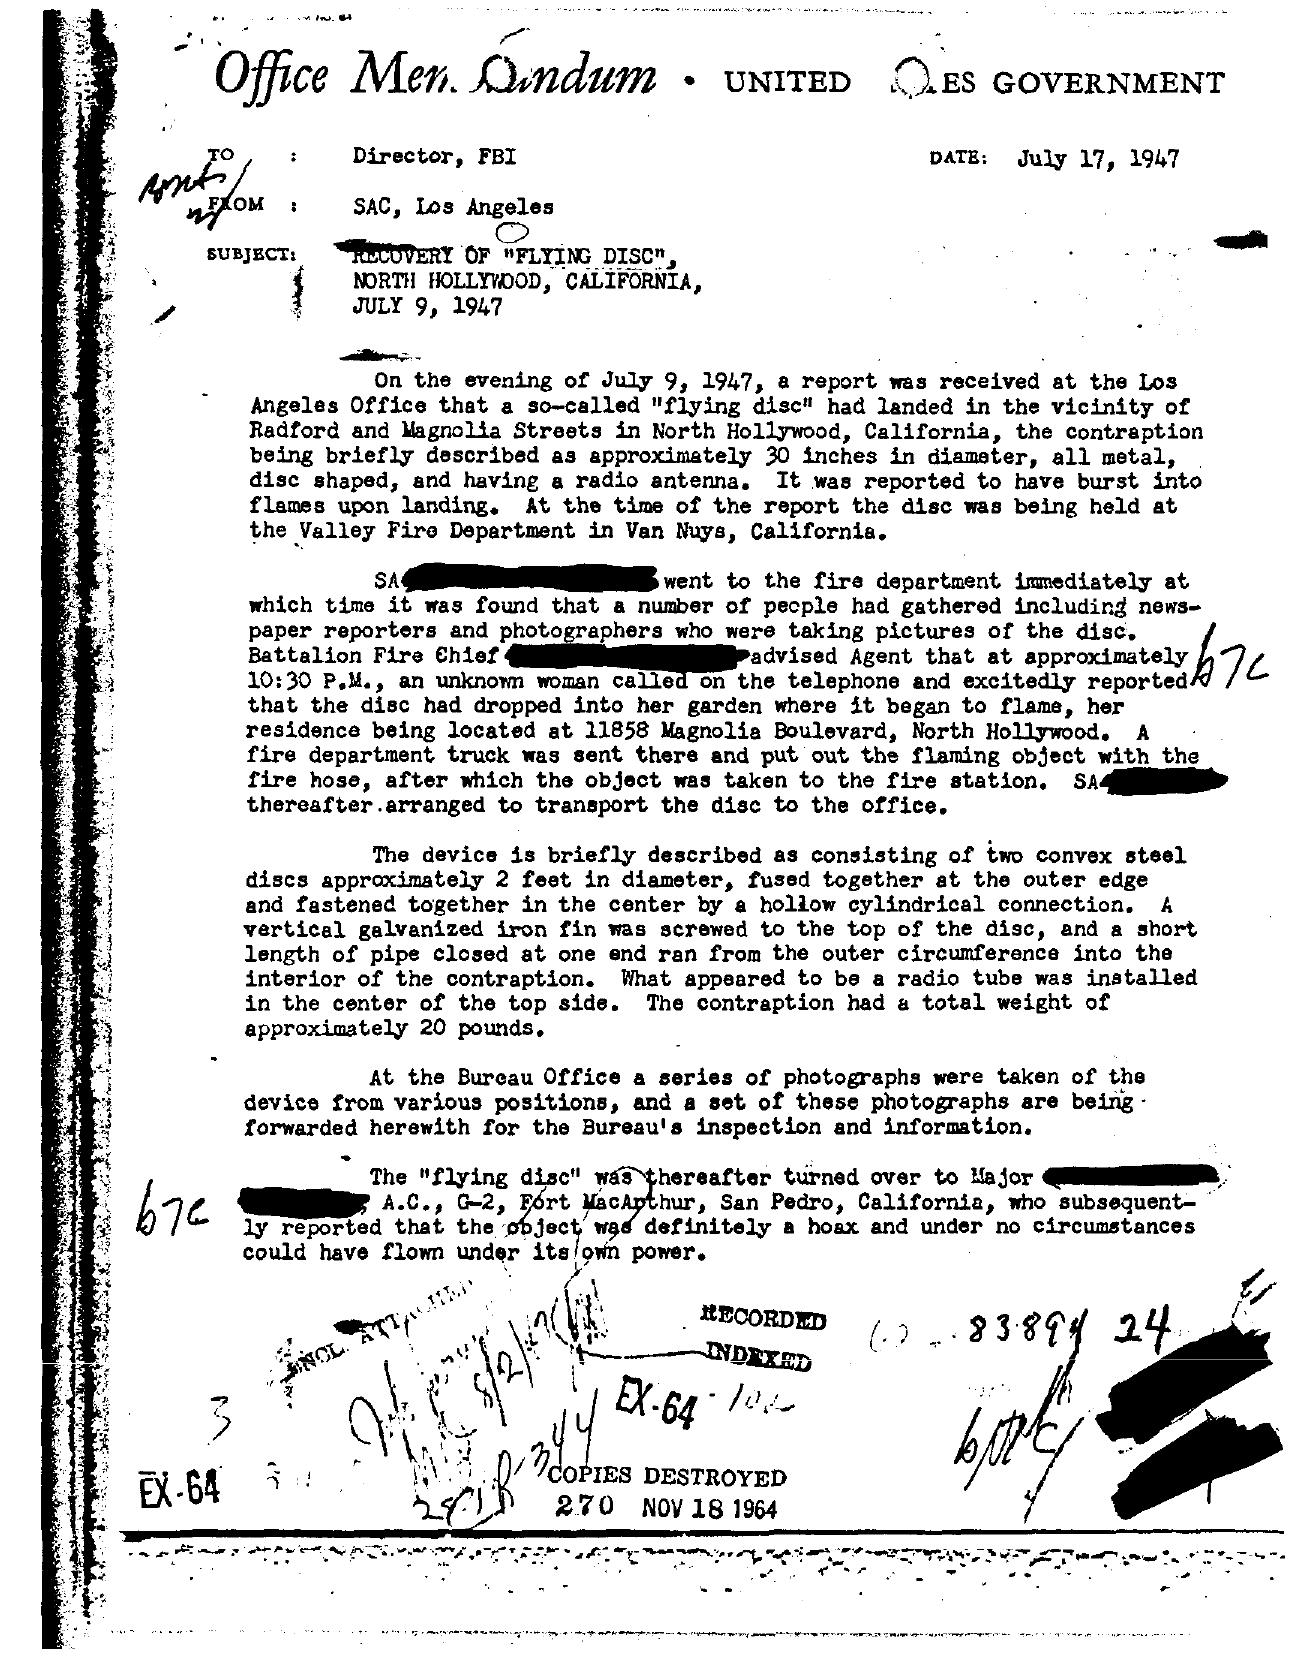 Office Mem andum • UNITED ES GOVERNMENT
TO : Director, FBI DATE: July 17, 1947
FROM : SAC, Los Angeles
SUBJECT: RECOVERY OF "FLYING DISC",
NORTH HOLLYWOOD, CALIFORNIA,
JULY 9, 1947
On the evening of July 9, 1947, a report was received at the Los
Angeles Office that a so-called "flying disc" had landed in the vicinity of
Radford and Magnolia Streets in North Hollywood, California, the contraption
being briefly described as approximately 30 inches in diameter, all metal,
disc shaped, and having a radio antenna. It was reported to have burst into
flames upon landing. At the time of the report the disc was being held at
the Valley Fire Department in Van Nuys, California.
SA went to the fire department immediately at
which time it was found that a number of people had gathered including news-
paper reporters and photographers who were taking pictures of the disc.
Battalion Fire Chief advised Agent that at approximately
10:30 P.M., an unknown woman called on the telephone and excitedly reported
that the disc had dropped into her garden where it began to flame, her
residence being located at 11858 Magnolia Boulevard, North Hollywood. A
fire department truck was sent there and put out the flaming object with the
fire hose, after which the object was taken to the fire station. SA
thereafter arranged to transport the disc to the office.
b7c
The device is briefly described as consisting of two convex steel
discs approximately 2 feet in diameter, fused together at the outer edge
and fastened together in the center by a hollow cylindrical connection. A
vertical galvanized iron fin was screwed to the top of the disc, and a short
length of pipe closed at one end ran from the outer circumference into the
interior of the contraption. What appeared to be a radio tube was installed
in the center of the top side. The contraption had a total weight of
approximately 20 pounds.
At the Bureau Office a series of photographs were taken of the
device from various positions, and a set of these photographs are being
forwarded herewith for the Bureau's inspection and information.
The "flying disc" was thereafter turned over to Major
A.C., G-2, Fort MacArthur, San Pedro, California, who subsequent-
ly reported that the object was definitely a hoax and under no circumstances
could have flown under its own power.
b7c
ENCL. ATTACHED
RECORDED
INDEXED
83894 24
EX-64
3
EX-64
COPIES DESTROYED
270 NOV 18 1964